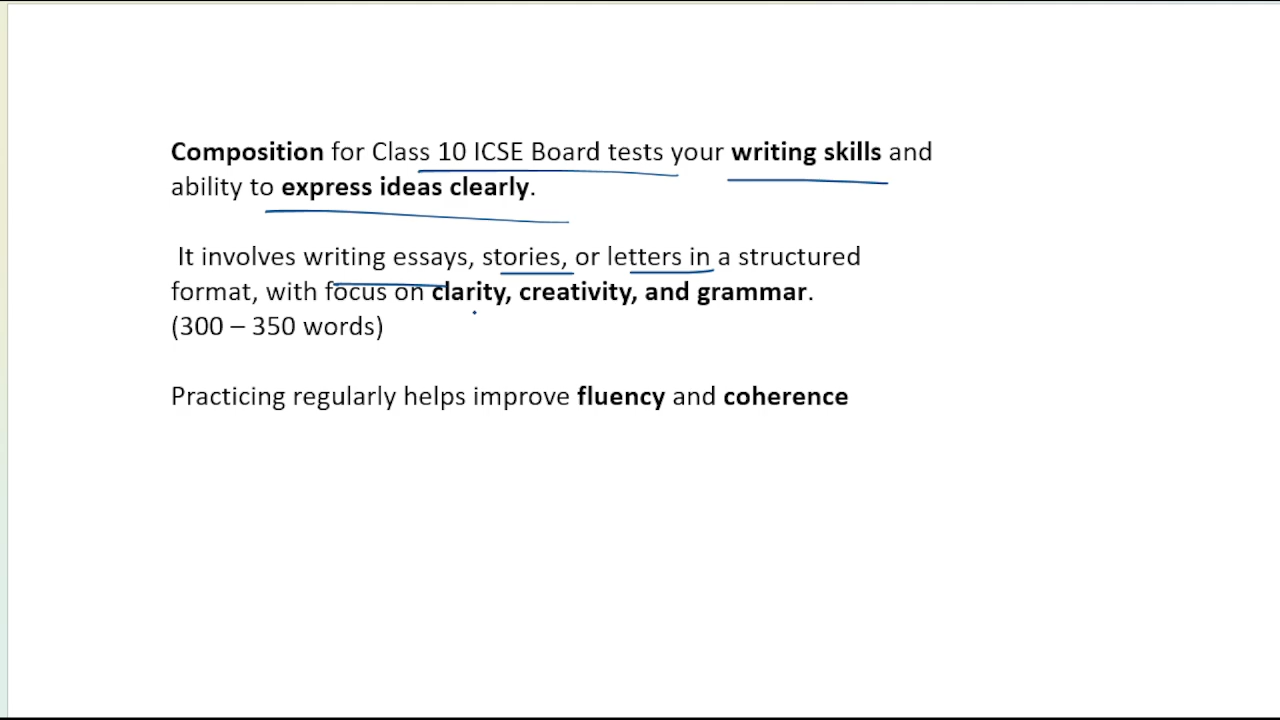 Composition for Class 10 ICSE Board tests your writing skills and
ability to express ideas clearly.
It involves writing essays, stories, or letters in a structured
format, with focus on clarity, creativity, and grammar.
(300 – 350 words)
Practicing regularly helps improve fluency and coherence